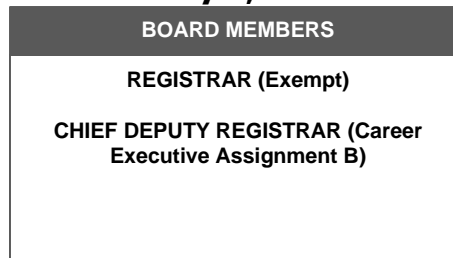 BOARD MEMBERS
REGISTRAR (Exempt)
CHIEF DEPUTY REGISTRAR (Career
Executive Assignment B)